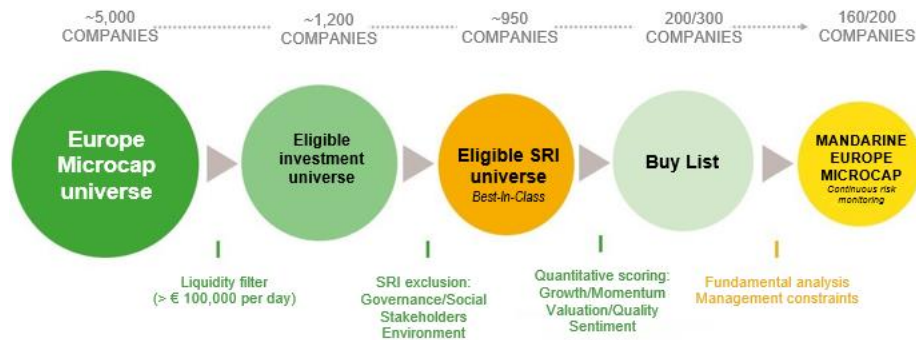 ~5,000
COMPANIES
~1,200
COMPANIES
~950
COMPANIES
200/300
COMPANIES
160/200
COMPANIES
Europe
Microcap
universe
Eligible
investment
universe
Eligible SRI
universe
Best-In-Class
Buy List
MANDARINE
EUROPE
MICROCAP
Continuous risk
monitoring
Liquidity filter
(> € 100,000 per day)
SRI exclusion:
Governance/Social
Stakeholders
Environment
Quantitative scoring:
Growth/Momentum
Valuation/Quality
Sentiment
Fundamental analysis
Management constraints